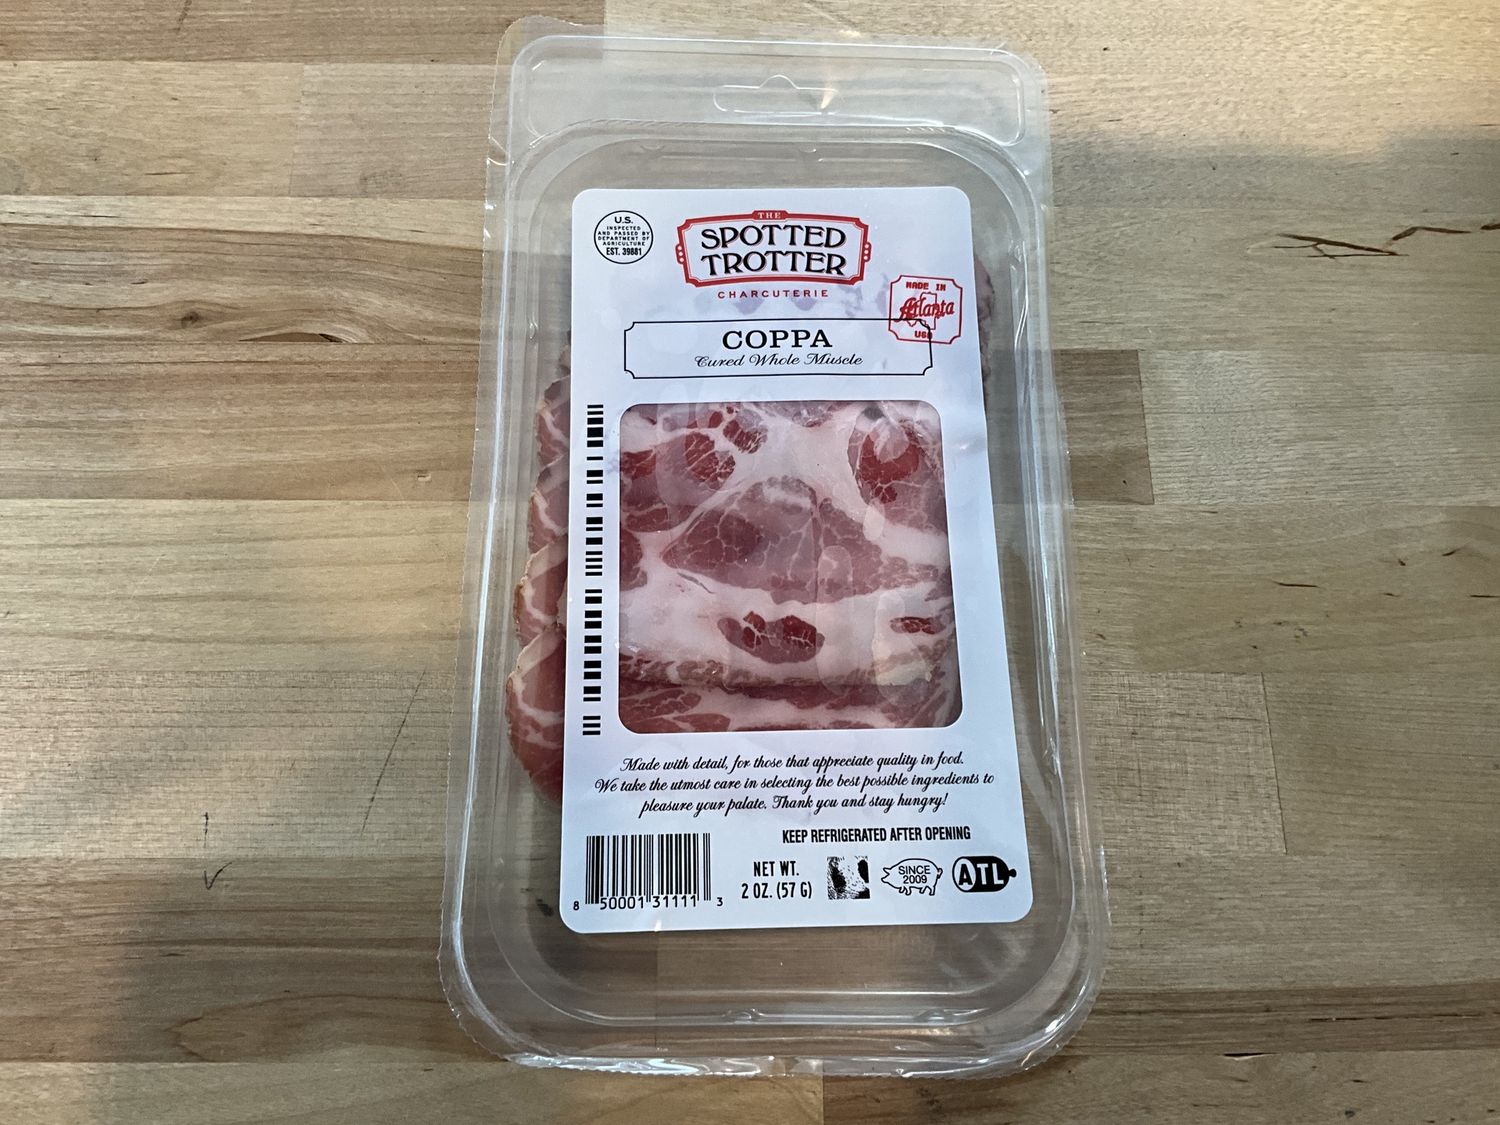 U.S.
INSPECTED
AND PASSED BY
DEPARTMENT OF
AGRICULTURE
EST. 39881
THE
SPOTTED
TROTTER
CHARCUTERIE
MADE IN
Atlanta
USA
COPPA
Cured Whole Muscle
Made with detail, for those that appreciate quality in food.
We take the utmost care in selecting the best possible ingredients to
pleasure your palate. Thank you and stay hungry!
KEEP REFRIGERATED AFTER OPENING
NET WT.
2 OZ. (57 G)
SINCE
2009
ATL
8 50001 31111 3